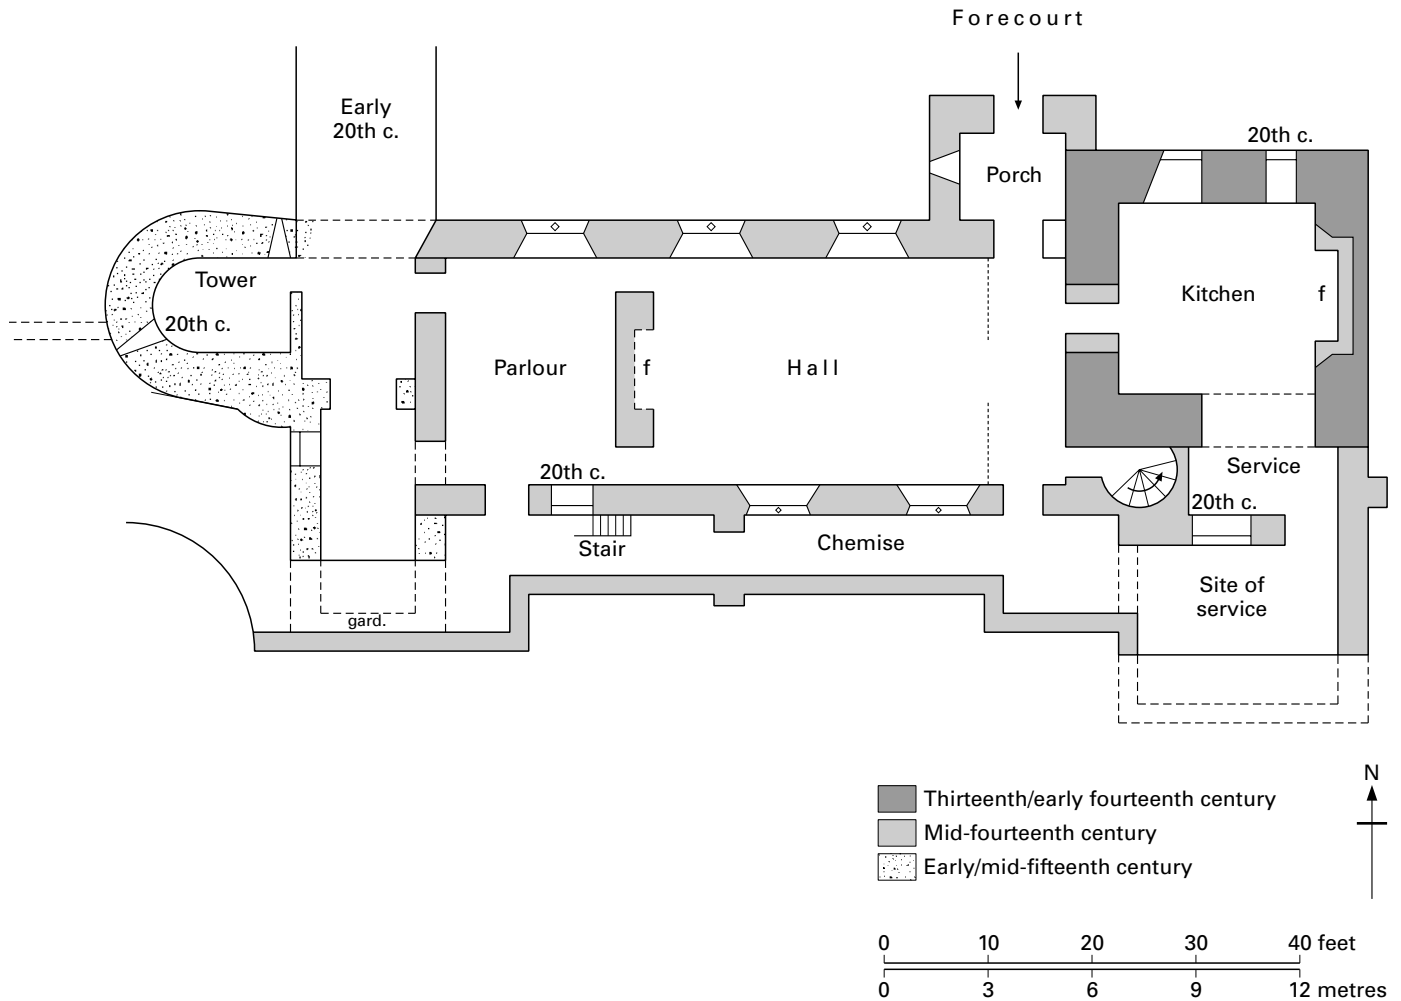 Forecourt
Early
20th c.
20th c.
Porch
Tower
Kitchen
f
20th c.
Parlour
f
Hall
20th c.
Service
20th c.
Stair
Chemise
Site of
service
gard.
N
Thirteenth/early fourteenth century
Mid-fourteenth century
Early/mid-fifteenth century
0 10 20 30 40 feet
0 3 6 9 12 metres